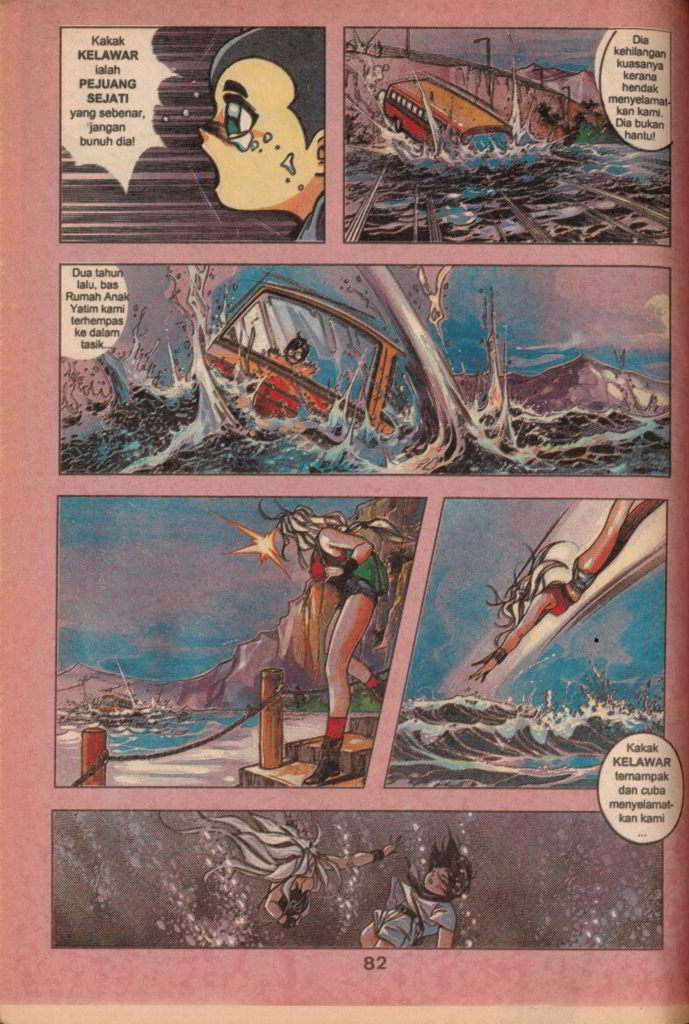 Kakak
KELAWAR
ialah
PEJUANG
SEJATI
yang sebenar,
jangan
bunuh dia!
Dia
kehilangan
kuasanya
kerana
hendak
menyelamat-
kan kami.
Dia bukan
hantu!
Dua tahun
lalu, bas
Rumah Anak
Yatim kami
terhempas
ke dalam
tasik...
Kakak
KELAWAR
ternampak
dan cuba
menyelamat-
kan kami
...
82